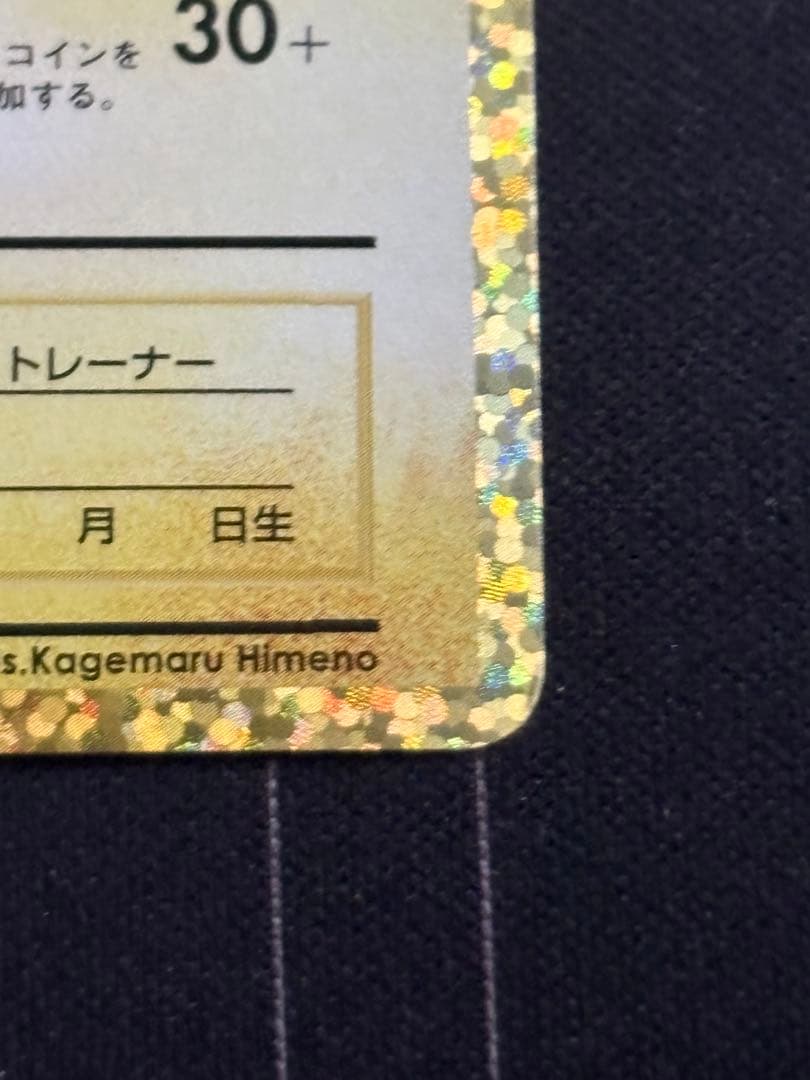 コインを 30+
加する。
トレーナー
月 日生
s.Kagemaru Himeno